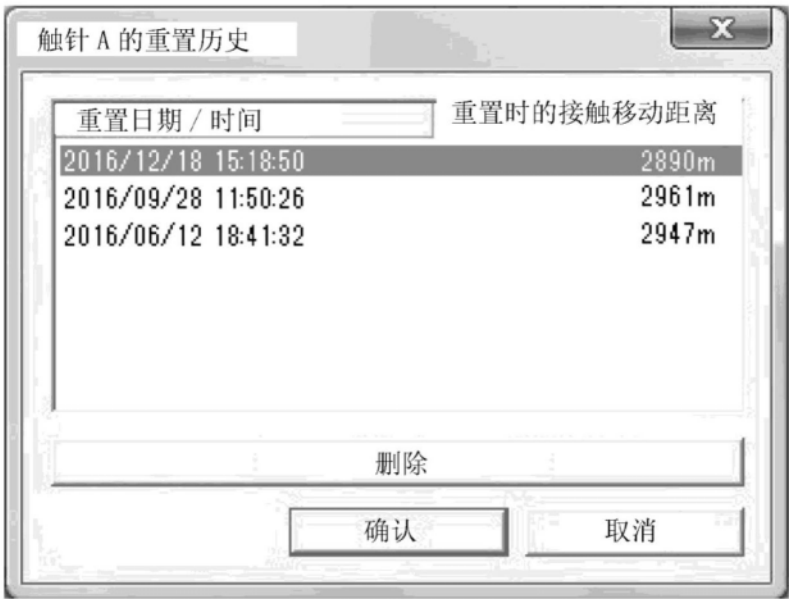 触针 A 的重置历史
X
重置日期 / 时间 重置时的接触移动距离
2016/12/18 15:18:50 2890m
2016/09/28 11:50:26 2961m
2016/06/12 18:41:32 2947m
删除
确认 取消